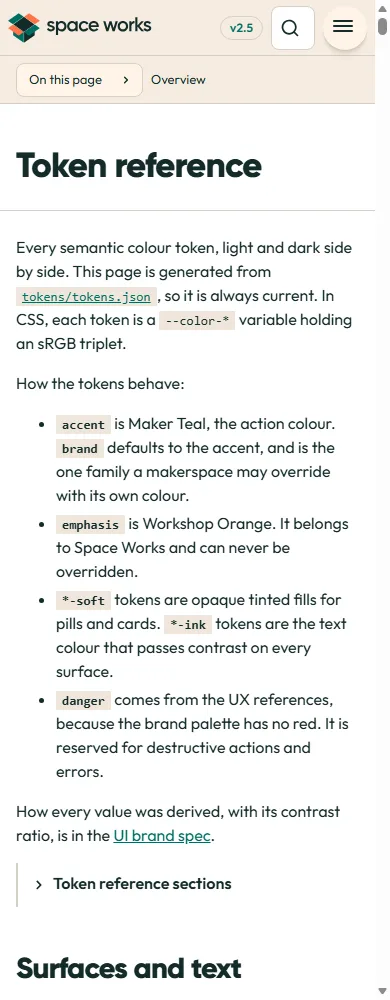 space works
v2.5
On this page
Overview
Token reference
Every semantic colour token, light and dark side
by side. This page is generated from
tokens/tokens.json, so it is always current. In
CSS, each token is a --color-* variable holding
an sRGB triplet.
How the tokens behave:
accent is Maker Teal, the action colour.
brand defaults to the accent, and is the
one family a makerspace may override
with its own colour.
emphasis is Workshop Orange. It belongs
to Space Works and can never be
overridden.
*-soft tokens are opaque tinted fills for
pills and cards. *-ink tokens are the text
colour that passes contrast on every
surface.
danger comes from the UX references,
because the brand palette has no red. It is
reserved for destructive actions and
errors.
How every value was derived, with its contrast
ratio, is in the UI brand spec.
Token reference sections
Surfaces and text